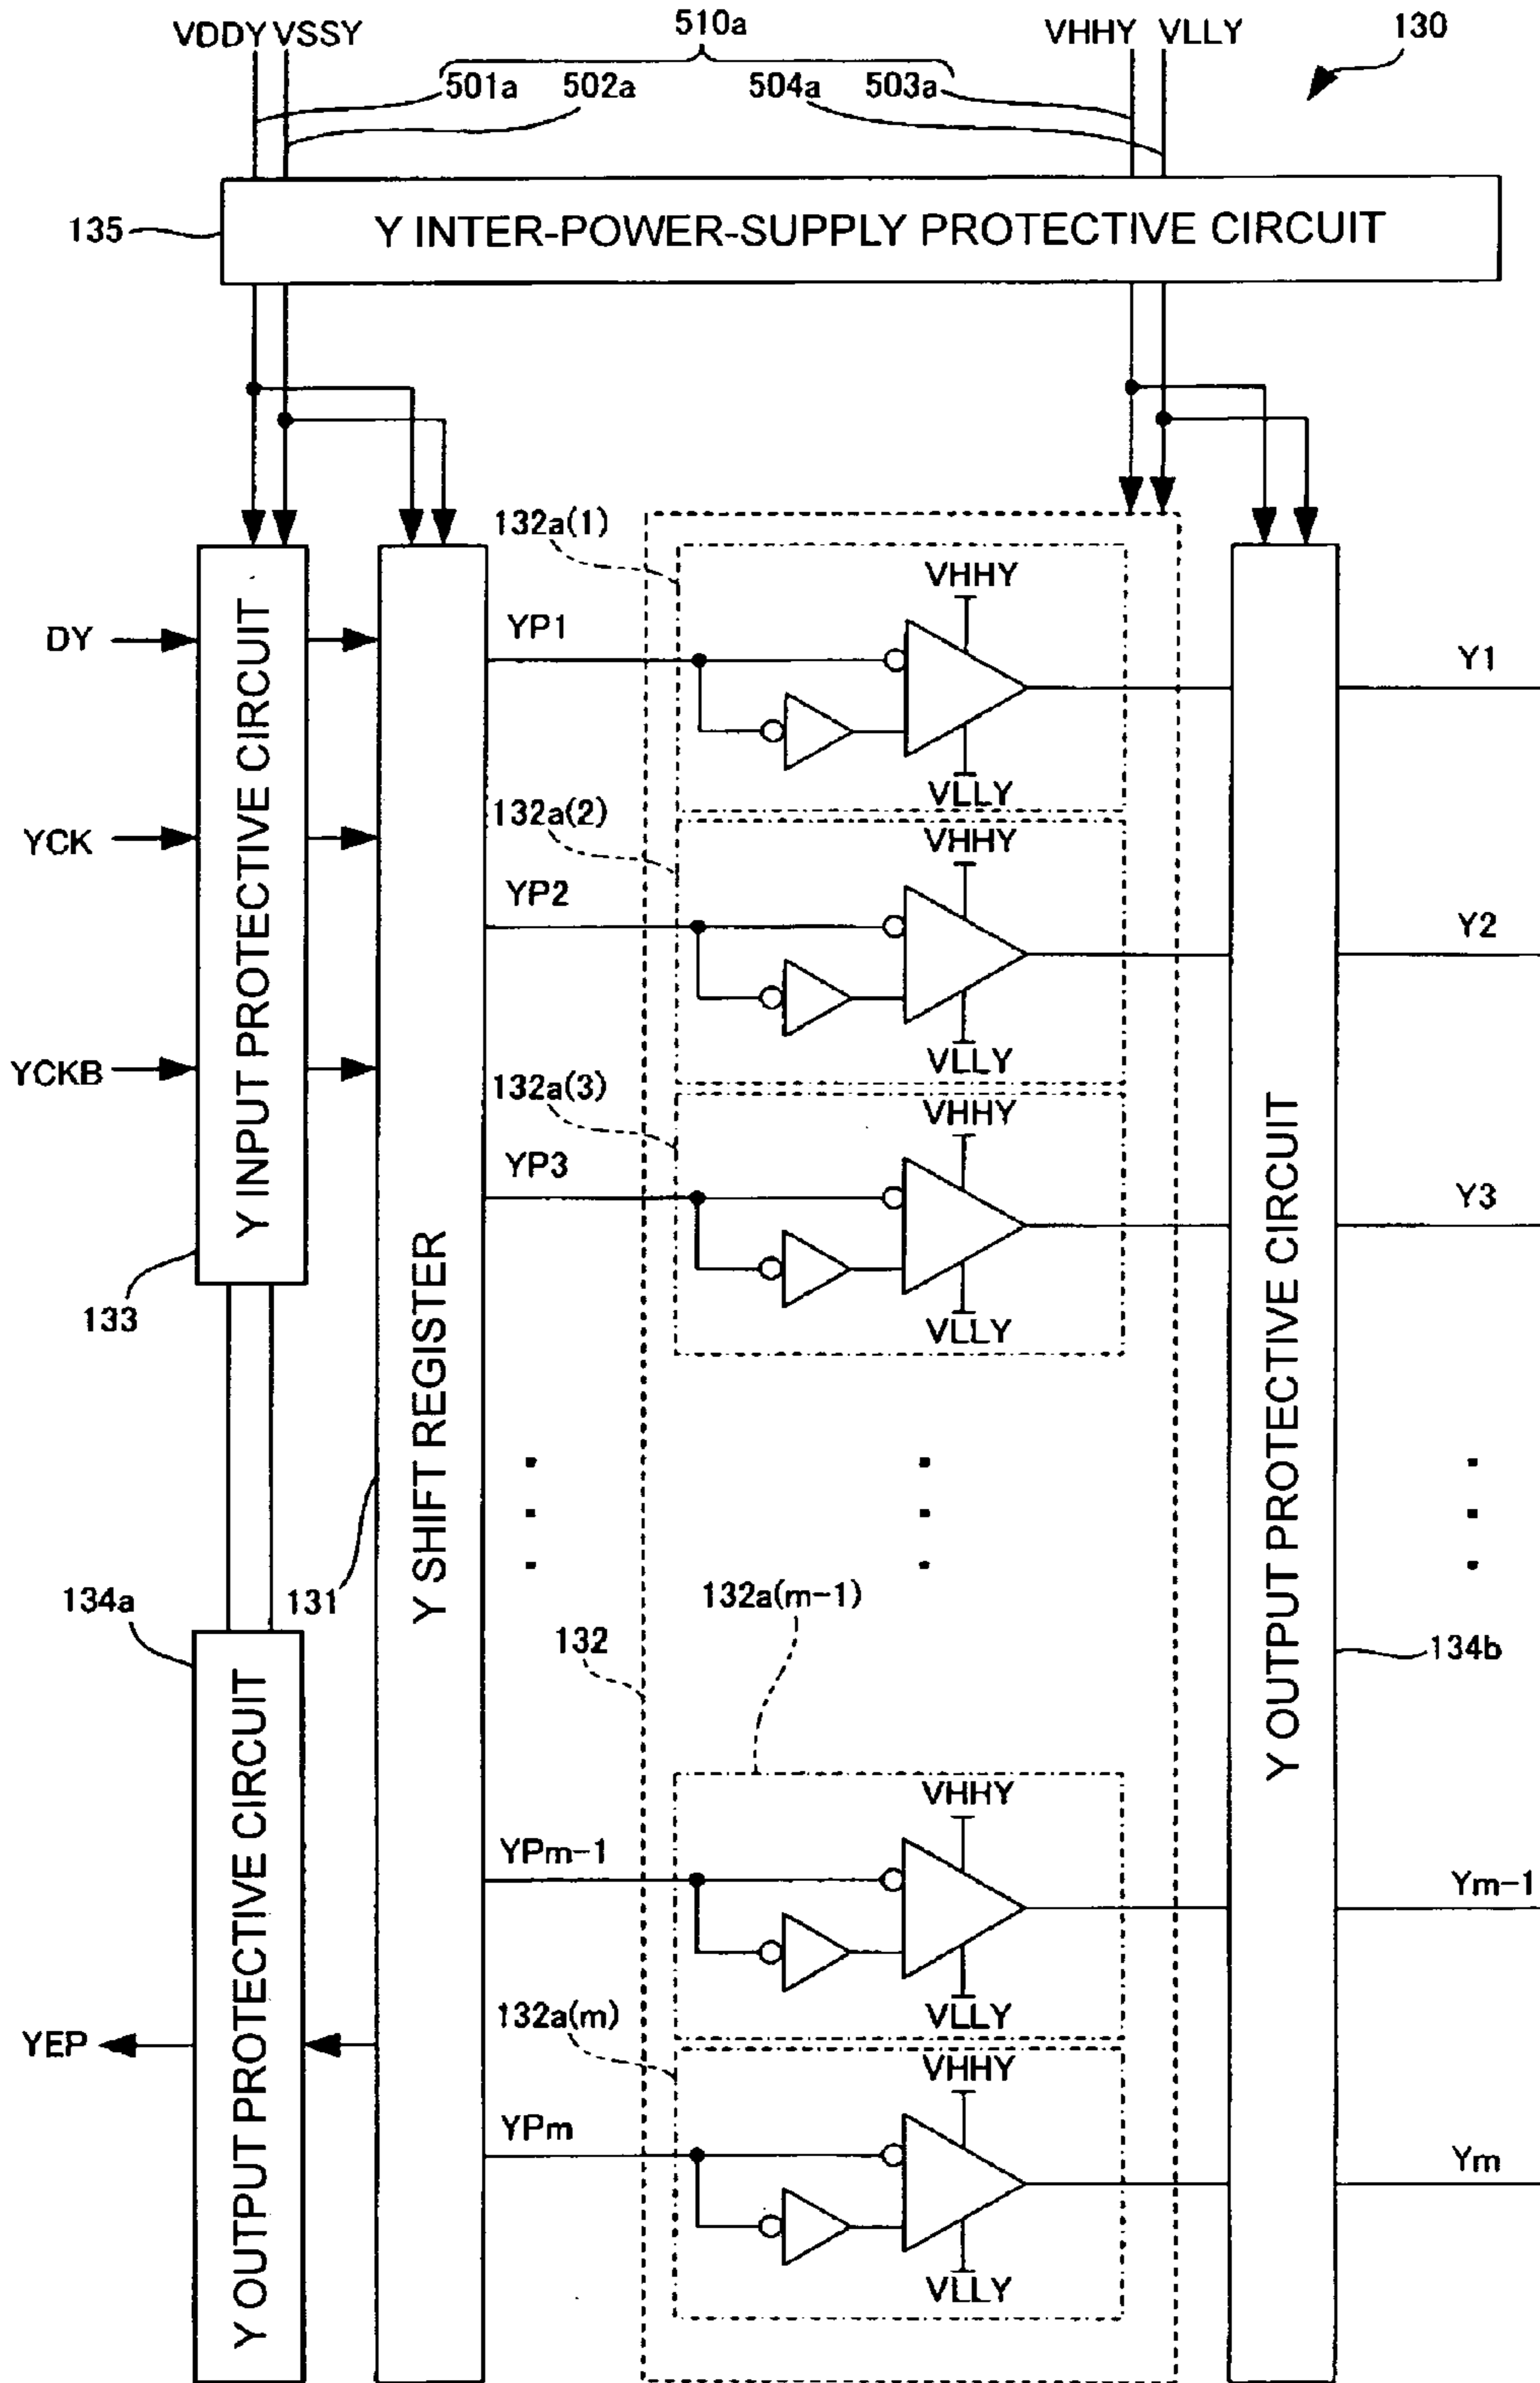 VDDY VSSY
510a
VHHY VLLY
130
501a 502a 504a 503a
135
Y INTER-POWER-SUPPLY PROTECTIVE CIRCUIT
132a(1)
VHHY
DY
YP1
Y1
VLLY
132a(2)
YCK
VHHY
YP2
Y2
VLLY
YCKB
132a(3)
VHHY
YP3
Y3
VLLY
Y INPUT PROTECTIVE CIRCUIT
133
Y SHIFT REGISTER
Y OUTPUT PROTECTIVE CIRCUIT
134a
131
132
132a(m-1)
134b
VHHY
YPm-1
Ym-1
VLLY
Y OUTPUT PROTECTIVE CIRCUIT
YEP
132a(m)
VHHY
YPm
Ym
VLLY